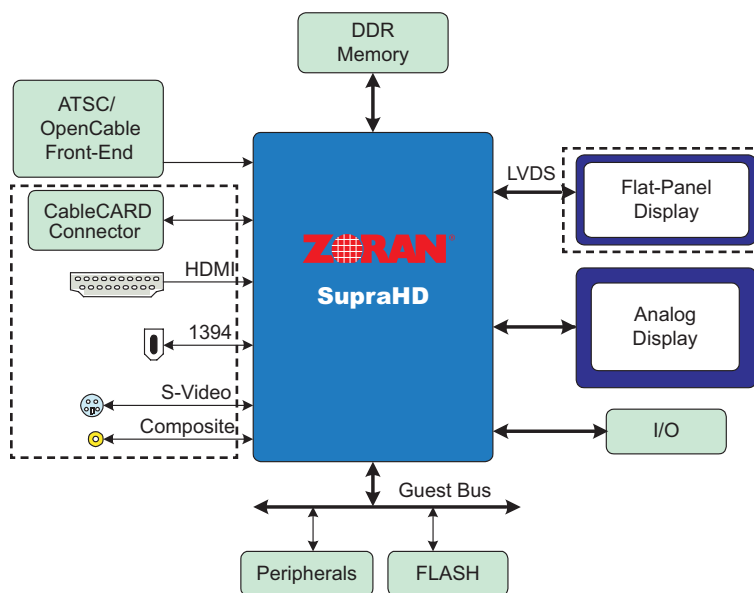 DDR
Memory
ATSC/
OpenCable
Front-End
CableCARD
Connector
HDMI
1394
S-Video
Composite
ZORAN®
SupraHD
LVDS
Flat-Panel
Display
Analog
Display
I/O
Guest Bus
Peripherals
FLASH